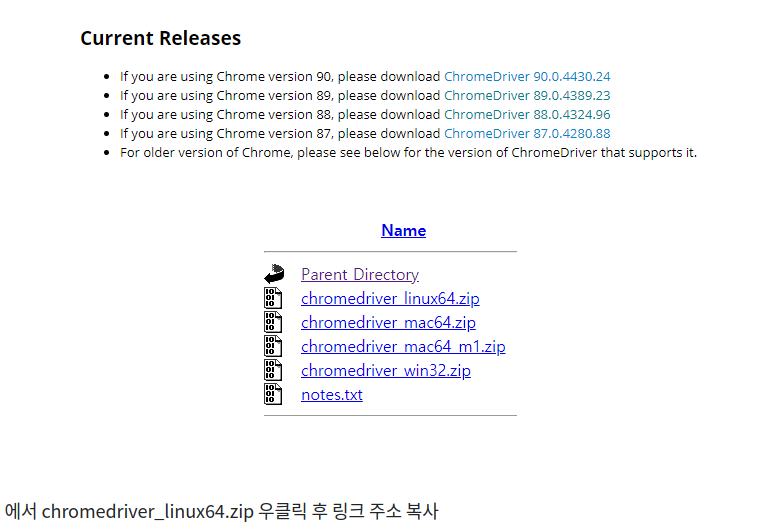 Current Releases
If you are using Chrome version 90, please download ChromeDriver 90.0.4430.24
If you are using Chrome version 89, please download ChromeDriver 89.0.4389.23
If you are using Chrome version 88, please download ChromeDriver 88.0.4324.96
If you are using Chrome version 87, please download ChromeDriver 87.0.4280.88
For older version of Chrome, please see below for the version of ChromeDriver that supports it.
Name
Parent Directory
chromedriver_linux64.zip
chromedriver_mac64.zip
chromedriver_mac64_m1.zip
chromedriver_win32.zip
notes.txt
에서 chromedriver_linux64.zip 우클릭 후 링크 주소 복사